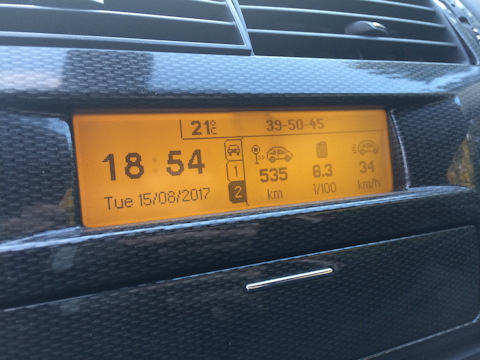 21°C 39-50-45
18:54
Tue 15/08/2017
1
2
535 8.3 34
km l/100 km/h